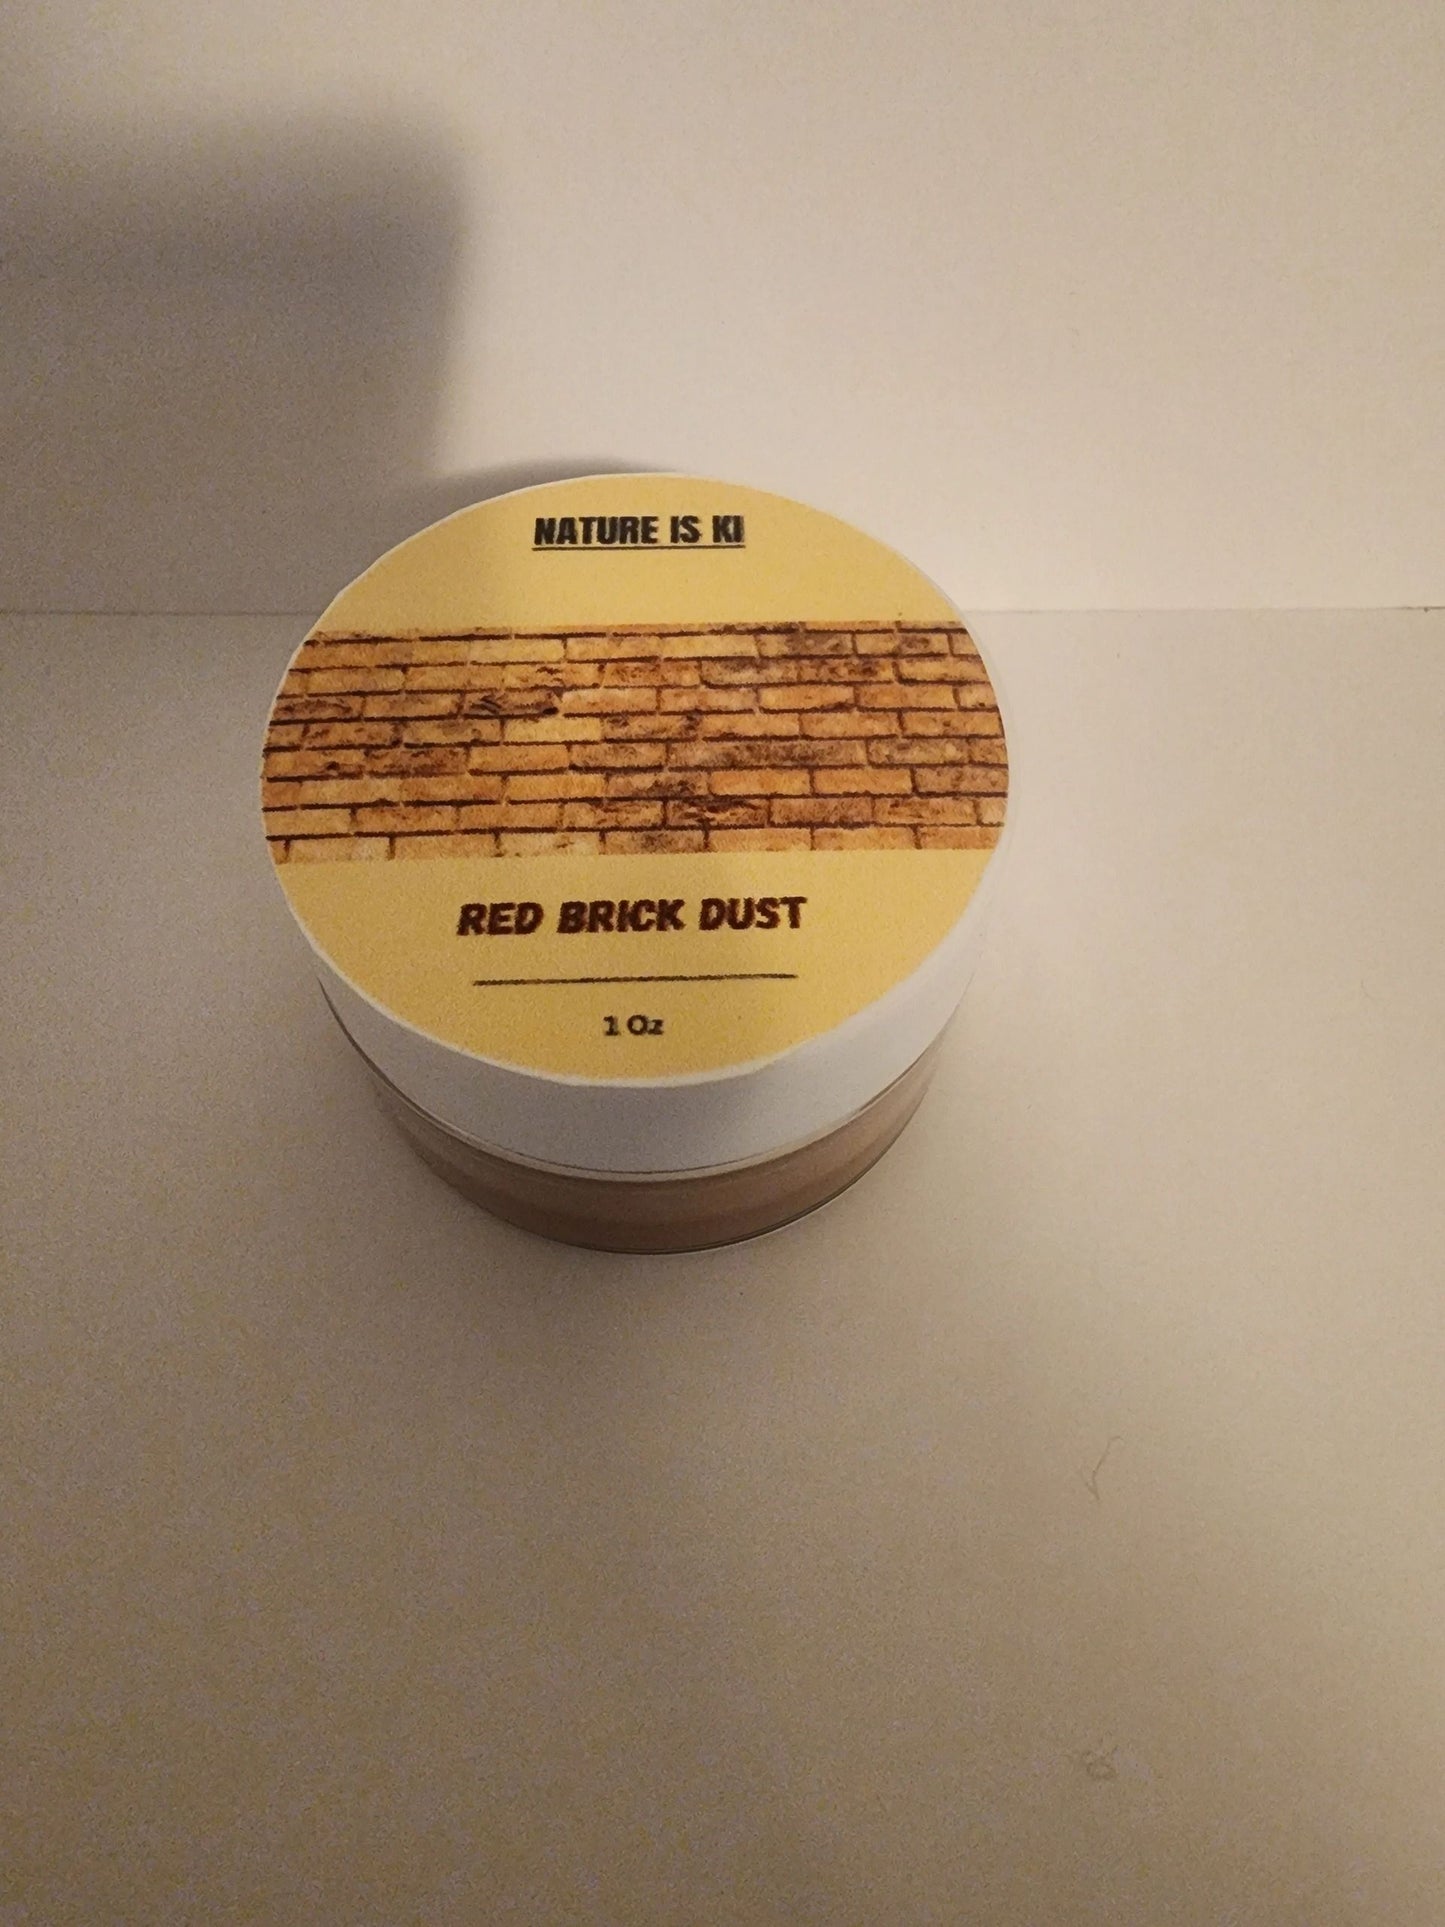 NATURE IS KI
RED BRICK DUST
1 Oz